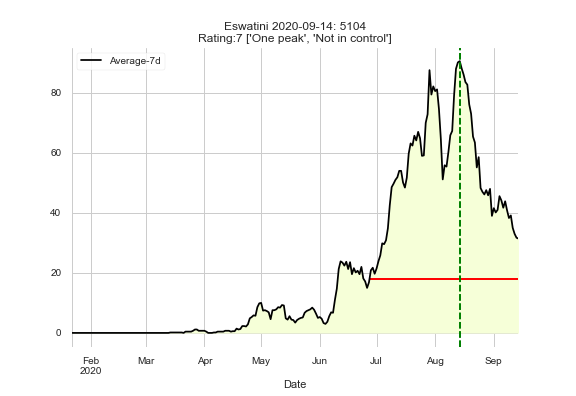 Eswatini 2020-09-14: 5104
Rating:7 ['One peak', 'Not in control']
Average-7d
80
60
40
20
0
Feb
2020
Mar
Apr
May
Jun
Jul
Aug
Sep
Date